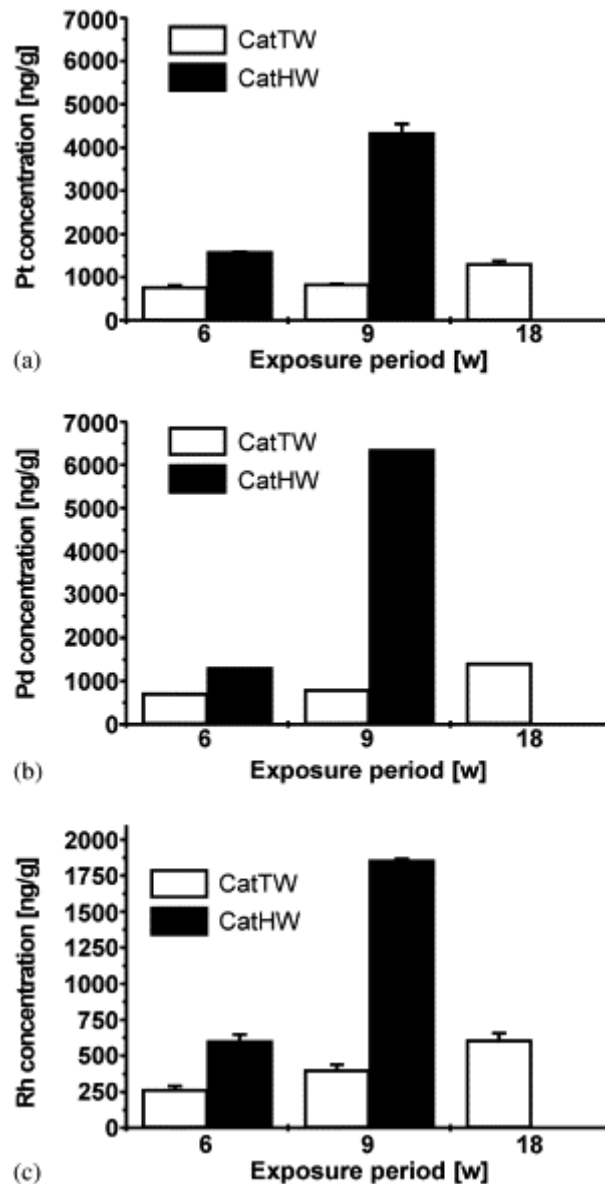 Pt concentration [ng/g]
7000
6000
5000
4000
3000
2000
1000
0
CatTW
CatHW
6
9
18
(a)
Exposure period [w]
Pd concentration [ng/g]
7000
6000
5000
4000
3000
2000
1000
0
CatTW
CatHW
6
9
18
(b)
Exposure period [w]
Rh concentration [ng/g]
2000
1750
1500
1250
1000
750
500
250
0
CatTW
CatHW
6
9
18
(c)
Exposure period [w]